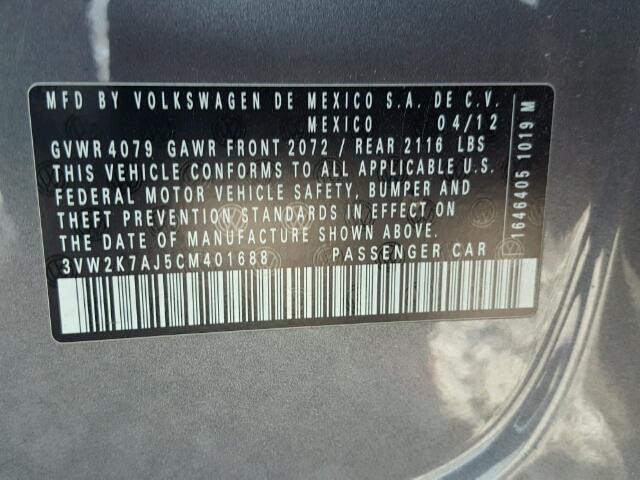 MFD BY VOLKSWAGEN DE MEXICO S.A. DE C.V.
MEXICO 04/12
GVWR 4079 GAWR FRONT 2072 / REAR 2116 LBS
THIS VEHICLE CONFORMS TO ALL APPLICABLE U.S.
FEDERAL MOTOR VEHICLE SAFETY, BUMPER AND
THEFT PREVENTION STANDARDS IN EFFECT ON
THE DATE OF MANUFACTURE SHOWN ABOVE.
3VW2K7AJ5CM401688 PASSENGER CAR
1646405 1019 M